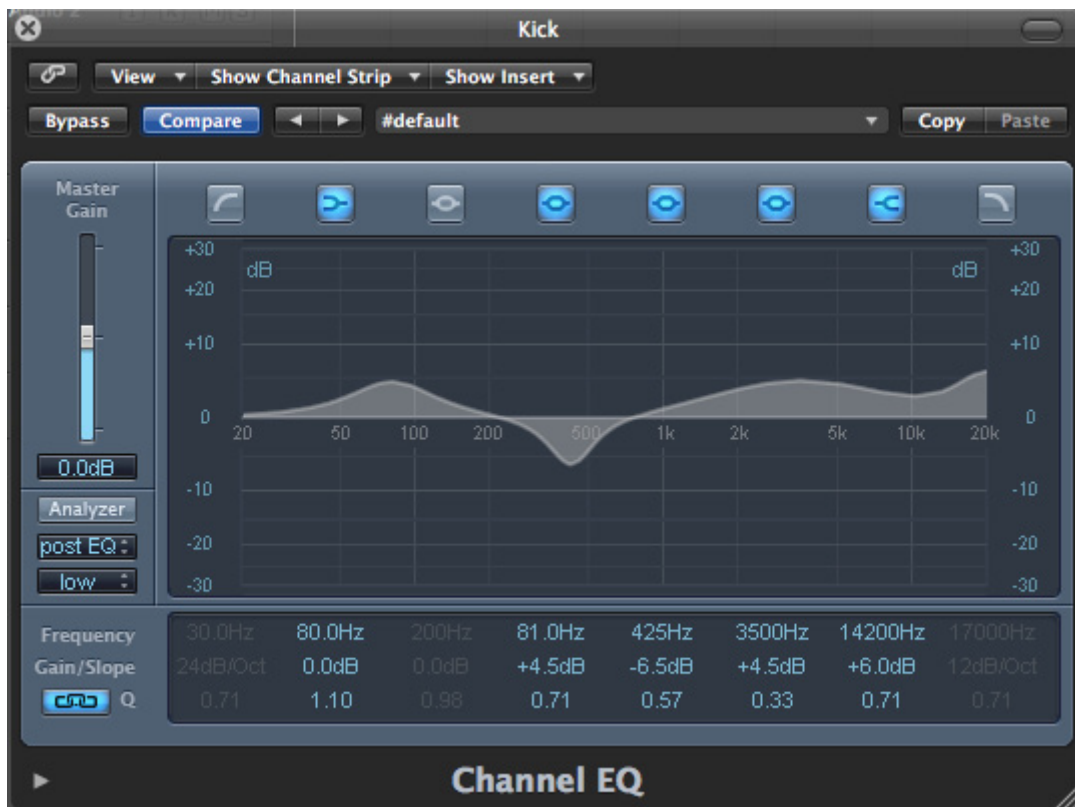 Audio 2
Kick
View Show Channel Strip Show Insert
Bypass Compare #default Copy Paste
Master
Gain
+30 +30
dB dB
+20 +20
+10 +10
0 0
20 50 100 200 500 1k 2k 5k 10k 20k
0.0dB
-10 -10
Analyzer
post EQ
-20 -20
low
-30 -30
Frequency 30.0Hz 80.0Hz 200Hz 81.0Hz 425Hz 3500Hz 14200Hz 17000Hz
Gain/Slope 24dB/Oct 0.0dB 0.0dB +4.5dB -6.5dB +4.5dB +6.0dB 12dB/Oct
Q 0.71 1.10 0.98 0.71 0.57 0.33 0.71 0.71
Channel EQ